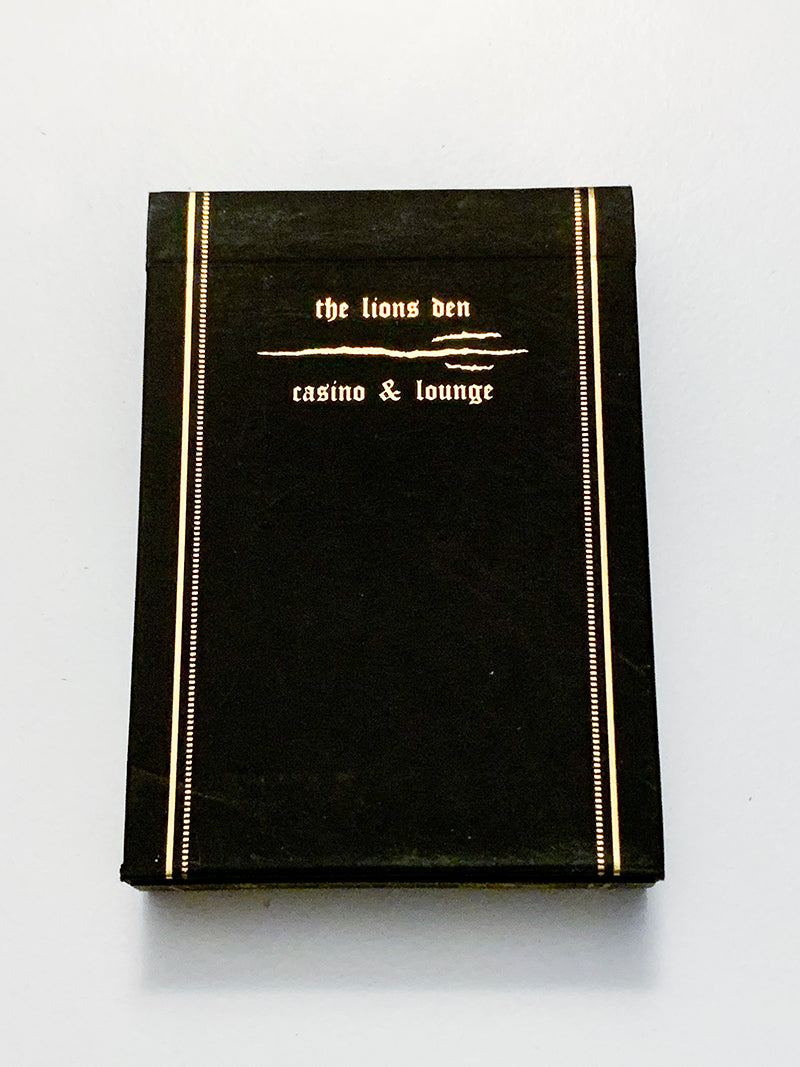 the lions den
casino & lounge